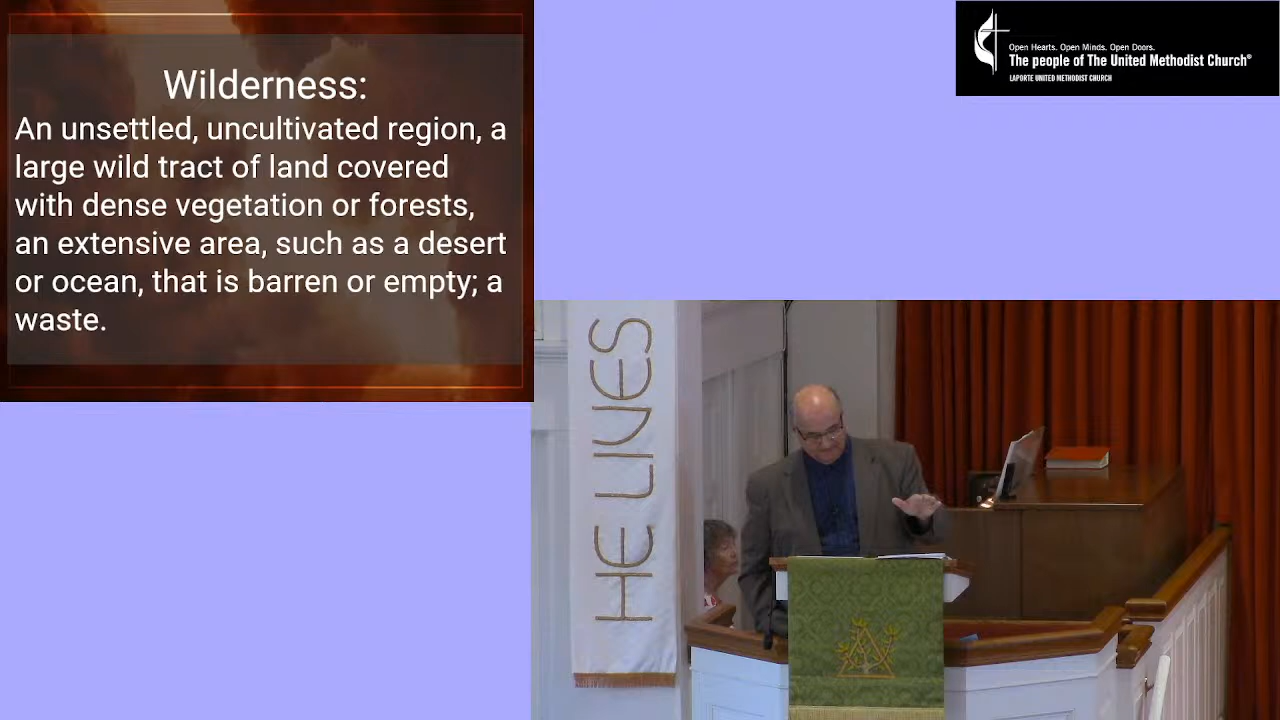 Wilderness:
An unsettled, uncultivated region, a
large wild tract of land covered
with dense vegetation or forests,
an extensive area, such as a desert
or ocean, that is barren or empty; a
waste.
Open Hearts. Open Minds. Open Doors.
The people of The United Methodist Church®
LAPORTE UNITED METHODIST CHURCH
HE LIVES